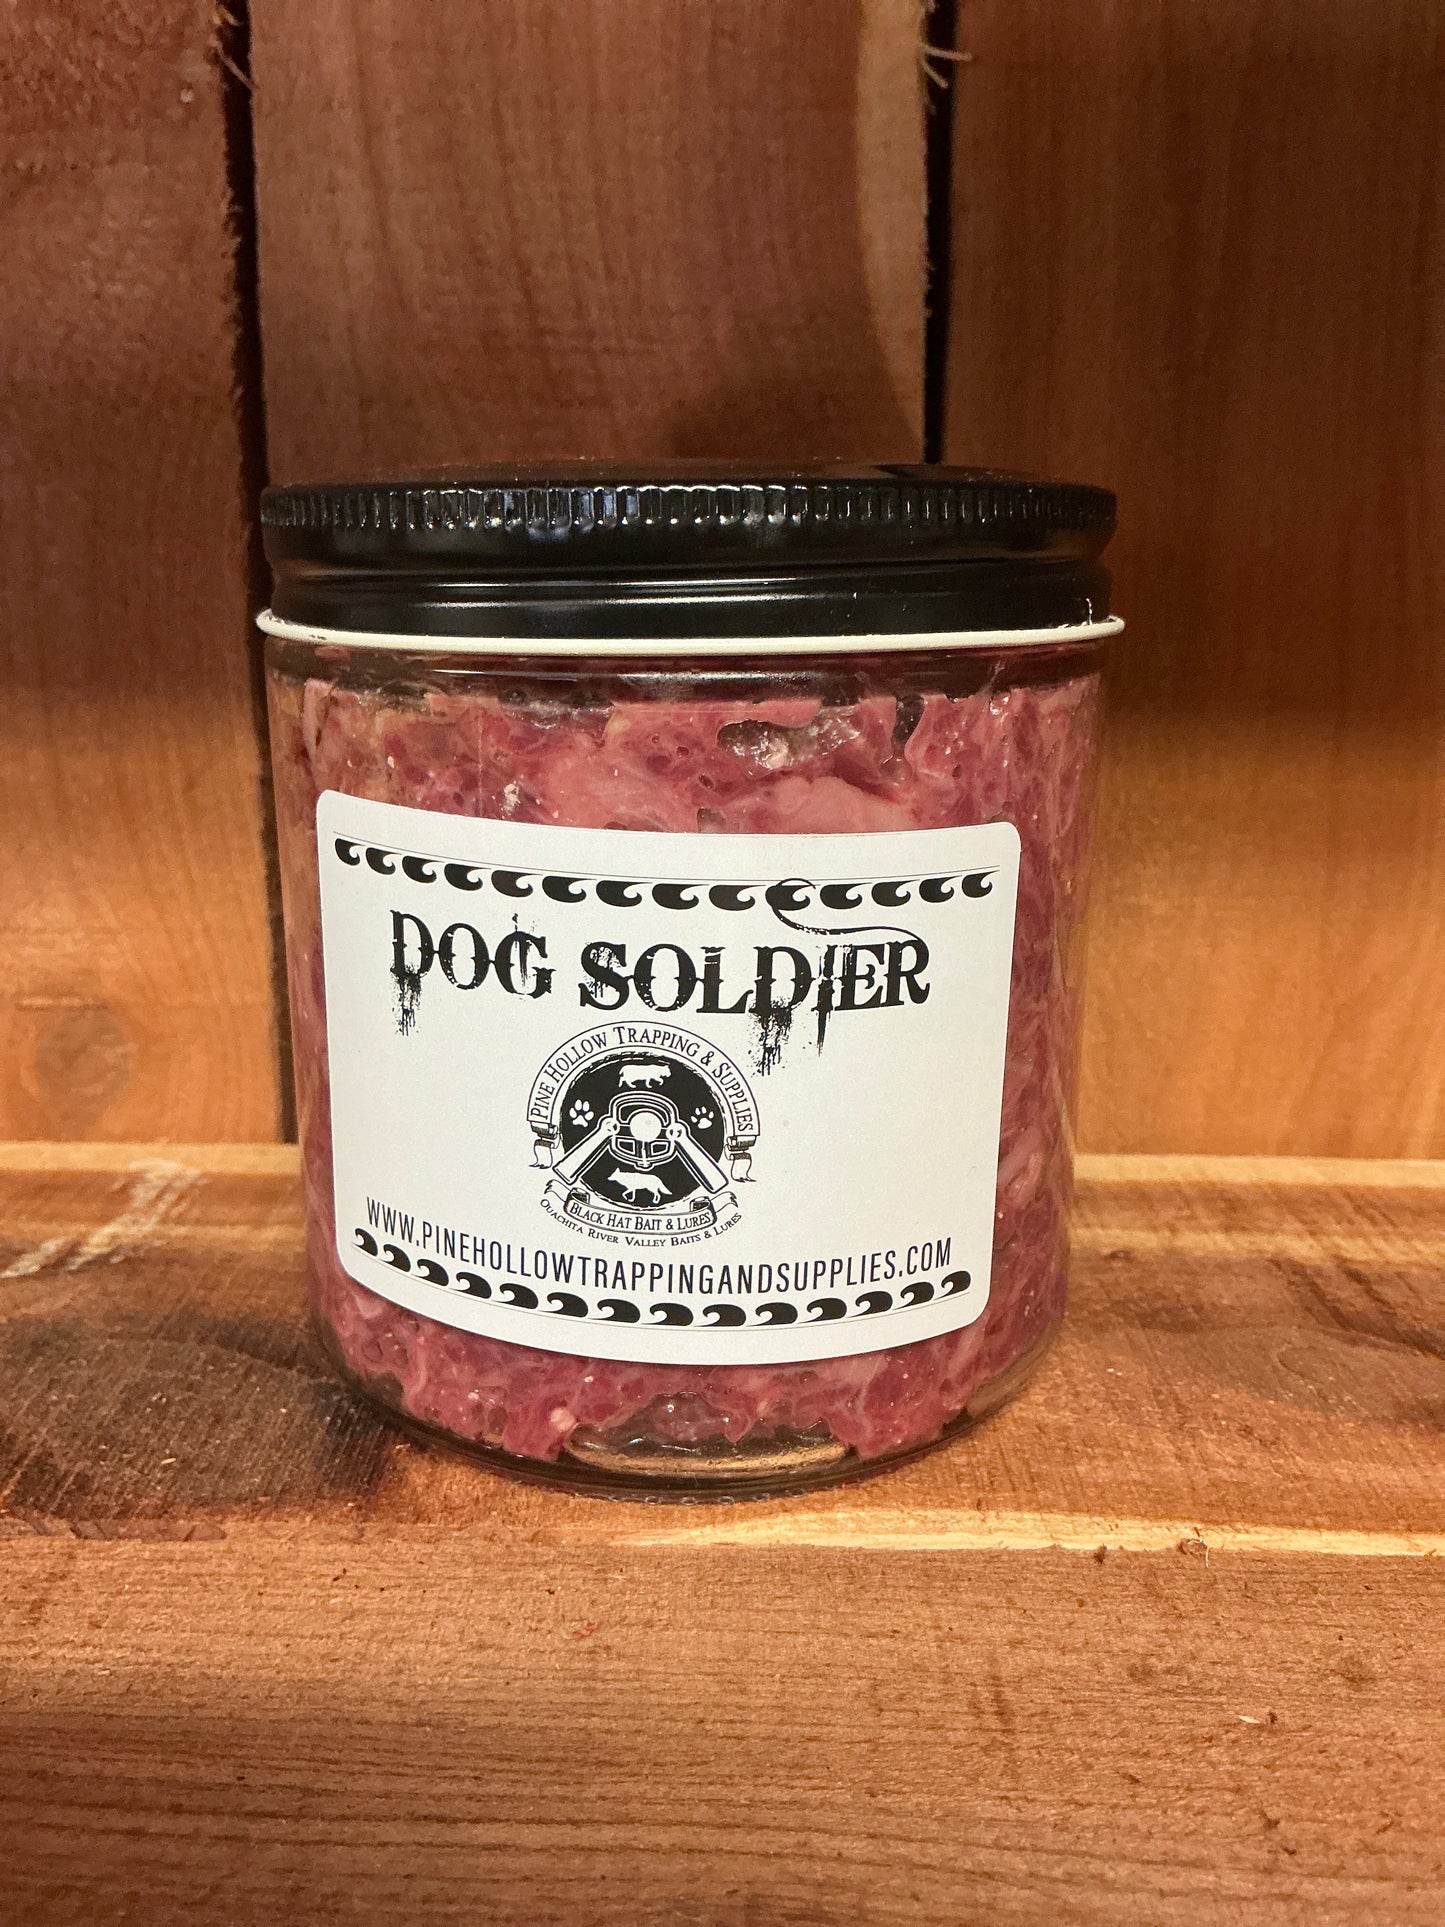 DOG SOLDIER
PINE HOLLOW TRAPPING & SUPPLIES
BLACK HAT BAIT & LURES
OUACHITA RIVER VALLEY BAITS & LURES
WWW.PINEHOLLOWTRAPPINGANDSUPPLIES.COM